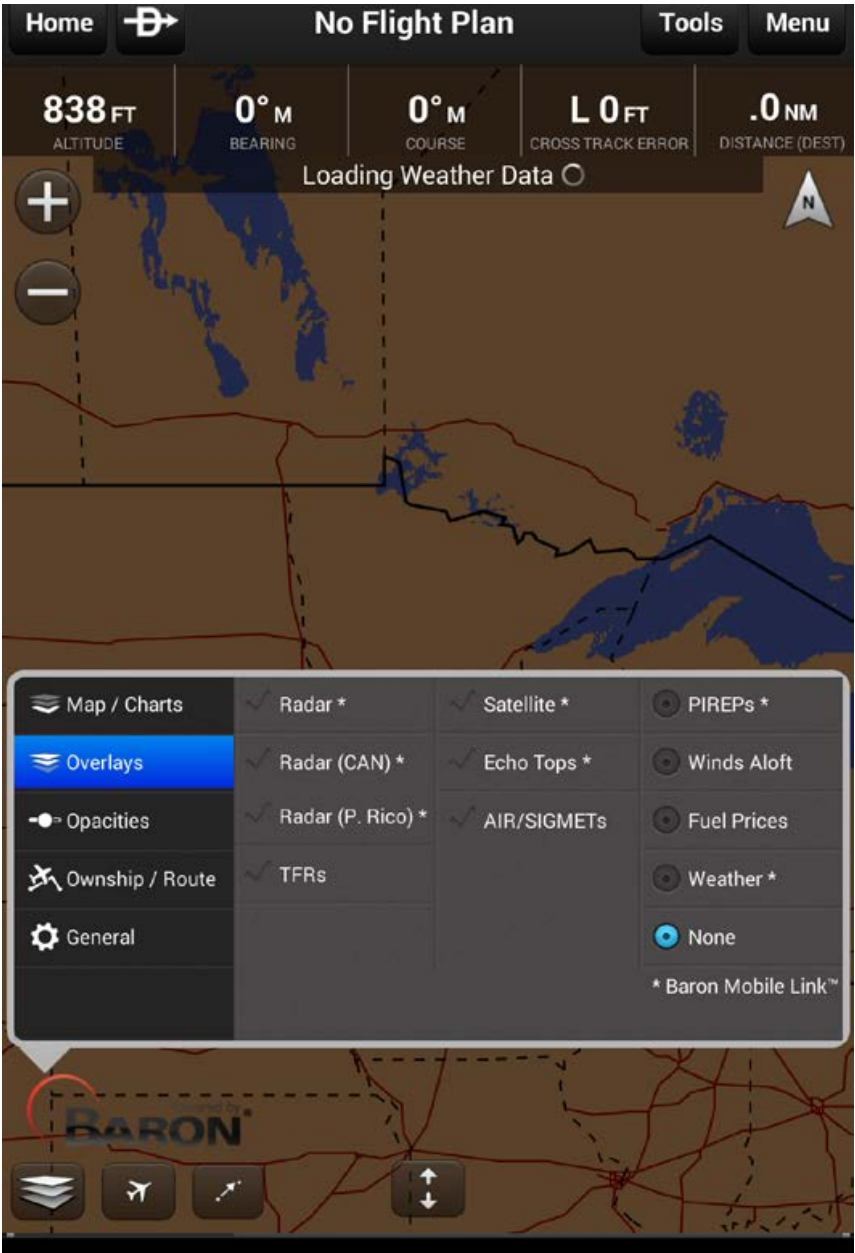 Home
No Flight Plan
Tools
Menu
838 FT
ALTITUDE
0° M
BEARING
0° M
COURSE
L 0 FT
CROSS TRACK ERROR
.0 NM
DISTANCE (DEST)
Loading Weather Data
N
Map / Charts
Overlays
Opacities
Ownship / Route
General
Radar *
Radar (CAN) *
Radar (P. Rico) *
TFRs
Satellite *
Echo Tops *
AIR/SIGMETs
PIREPs *
Winds Aloft
Fuel Prices
Weather *
None
* Baron Mobile Link™
powered by
BARON®